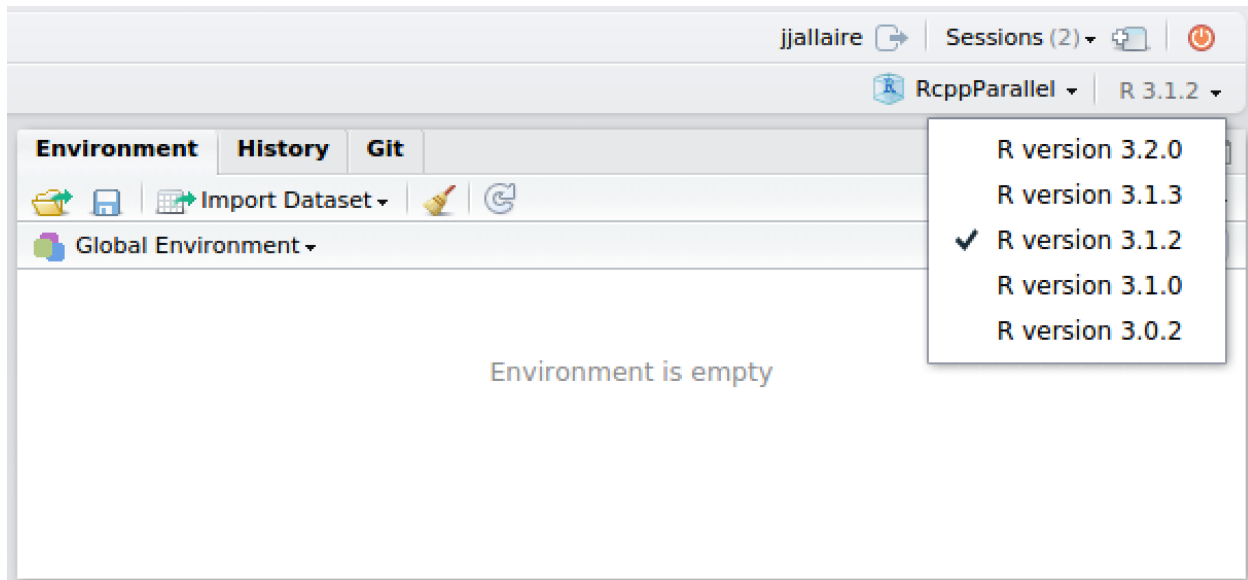 jjallaire Sessions (2)
RcppParallel R 3.1.2
Environment History Git
Import Dataset
Global Environment
R version 3.2.0
R version 3.1.3
R version 3.1.2
R version 3.1.0
R version 3.0.2
Environment is empty